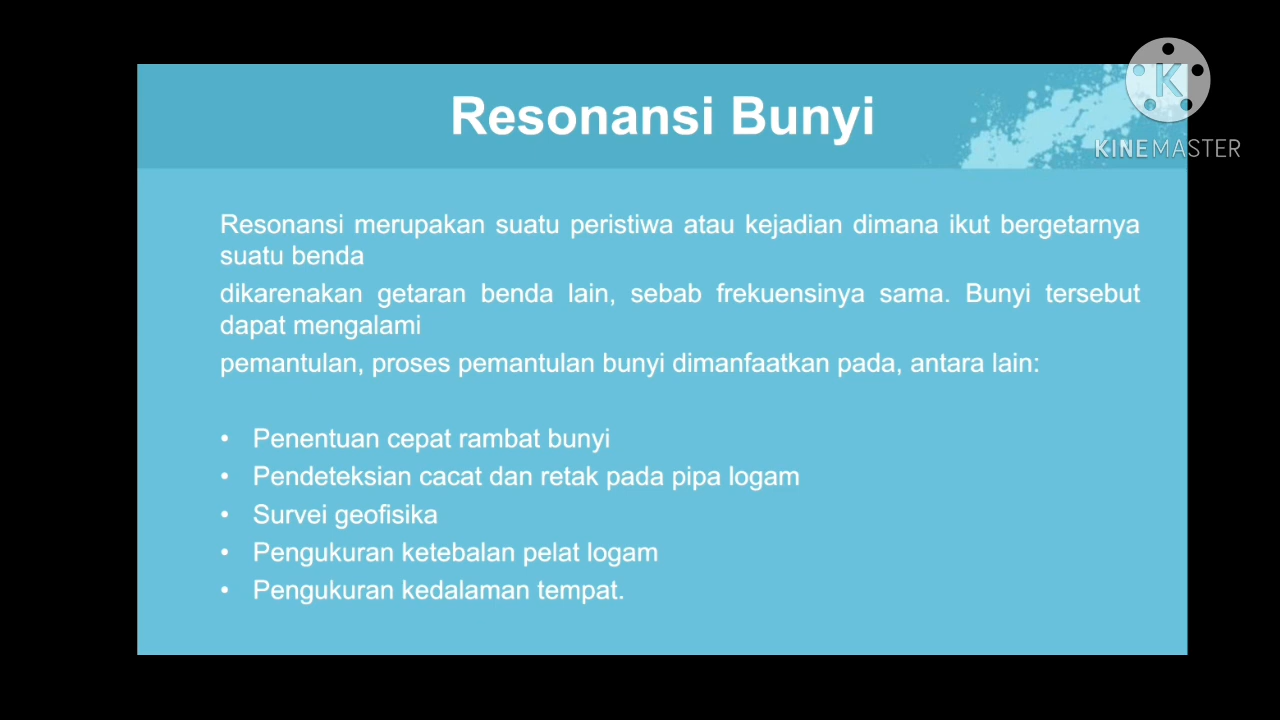 Resonansi Bunyi
K
KINEMASTER
Resonansi merupakan suatu peristiwa atau kejadian dimana ikut bergetarnya
suatu benda
dikarenakan getaran benda lain, sebab frekuensinya sama. Bunyi tersebut
dapat mengalami
pemantulan, proses pemantulan bunyi dimanfaatkan pada, antara lain:
• Penentuan cepat rambat bunyi
• Pendeteksian cacat dan retak pada pipa logam
• Survei geofisika
• Pengukuran ketebalan pelat logam
• Pengukuran kedalaman tempat.